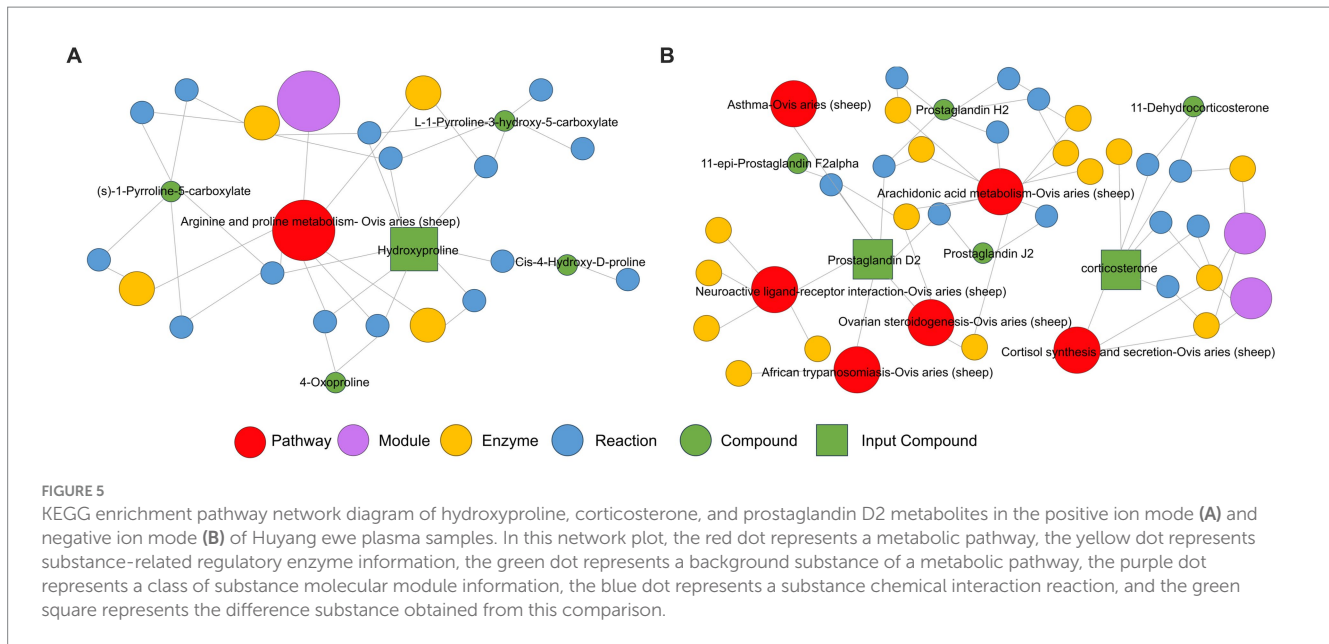 A
B
Asthma-Ovis aries (sheep)
Prostaglandin H2
11-Dehydrocorticosterone
L-1-Pyrroline-3-hydroxy-5-carboxylate
11-epi-Prostaglandin F2alpha
(s)-1-Pyrroline-5-carboxylate
Arachidonic acid metabolism-Ovis aries (sheep)
Arginine and proline metabolism- Ovis aries (sheep)
Hydroxyproline
Cis-4-Hydroxy-D-proline
Prostaglandin D2
Prostaglandin J2
corticosterone
Neuroactive ligand-receptor interaction-Ovis aries (sheep)
Ovarian steroidogenesis-Ovis aries (sheep)
Cortisol synthesis and secretion-Ovis aries (sheep)
African trypanosomiasis-Ovis aries (sheep)
4-Oxoproline
Pathway Module Enzyme Reaction Compound Input Compound
FIGURE 5
KEGG enrichment pathway network diagram of hydroxyproline, corticosterone, and prostaglandin D2 metabolites in the positive ion mode (A) and
negative ion mode (B) of Huyang ewe plasma samples. In this network plot, the red dot represents a metabolic pathway, the yellow dot represents
substance-related regulatory enzyme information, the green dot represents a background substance of a metabolic pathway, the purple dot
represents a class of substance molecular module information, the blue dot represents a substance chemical interaction reaction, and the green
square represents the difference substance obtained from this comparison.